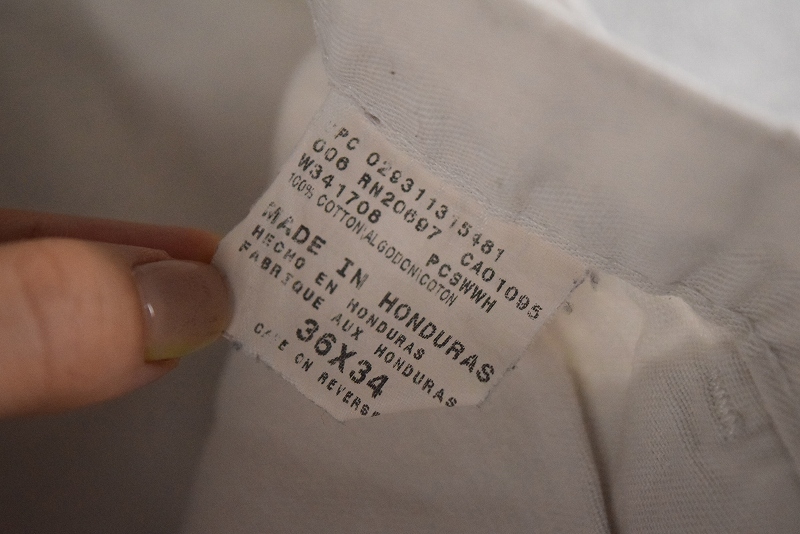 UPC 029311315481
006 RN20697 CA01095
W341708 PCSWWH
100% COTTON|ALGODON|COTON
MADE IN HONDURAS
HECHO EN HONDURAS
FABRIQUE AUX HONDURAS
36X34
CARE ON REVERSE